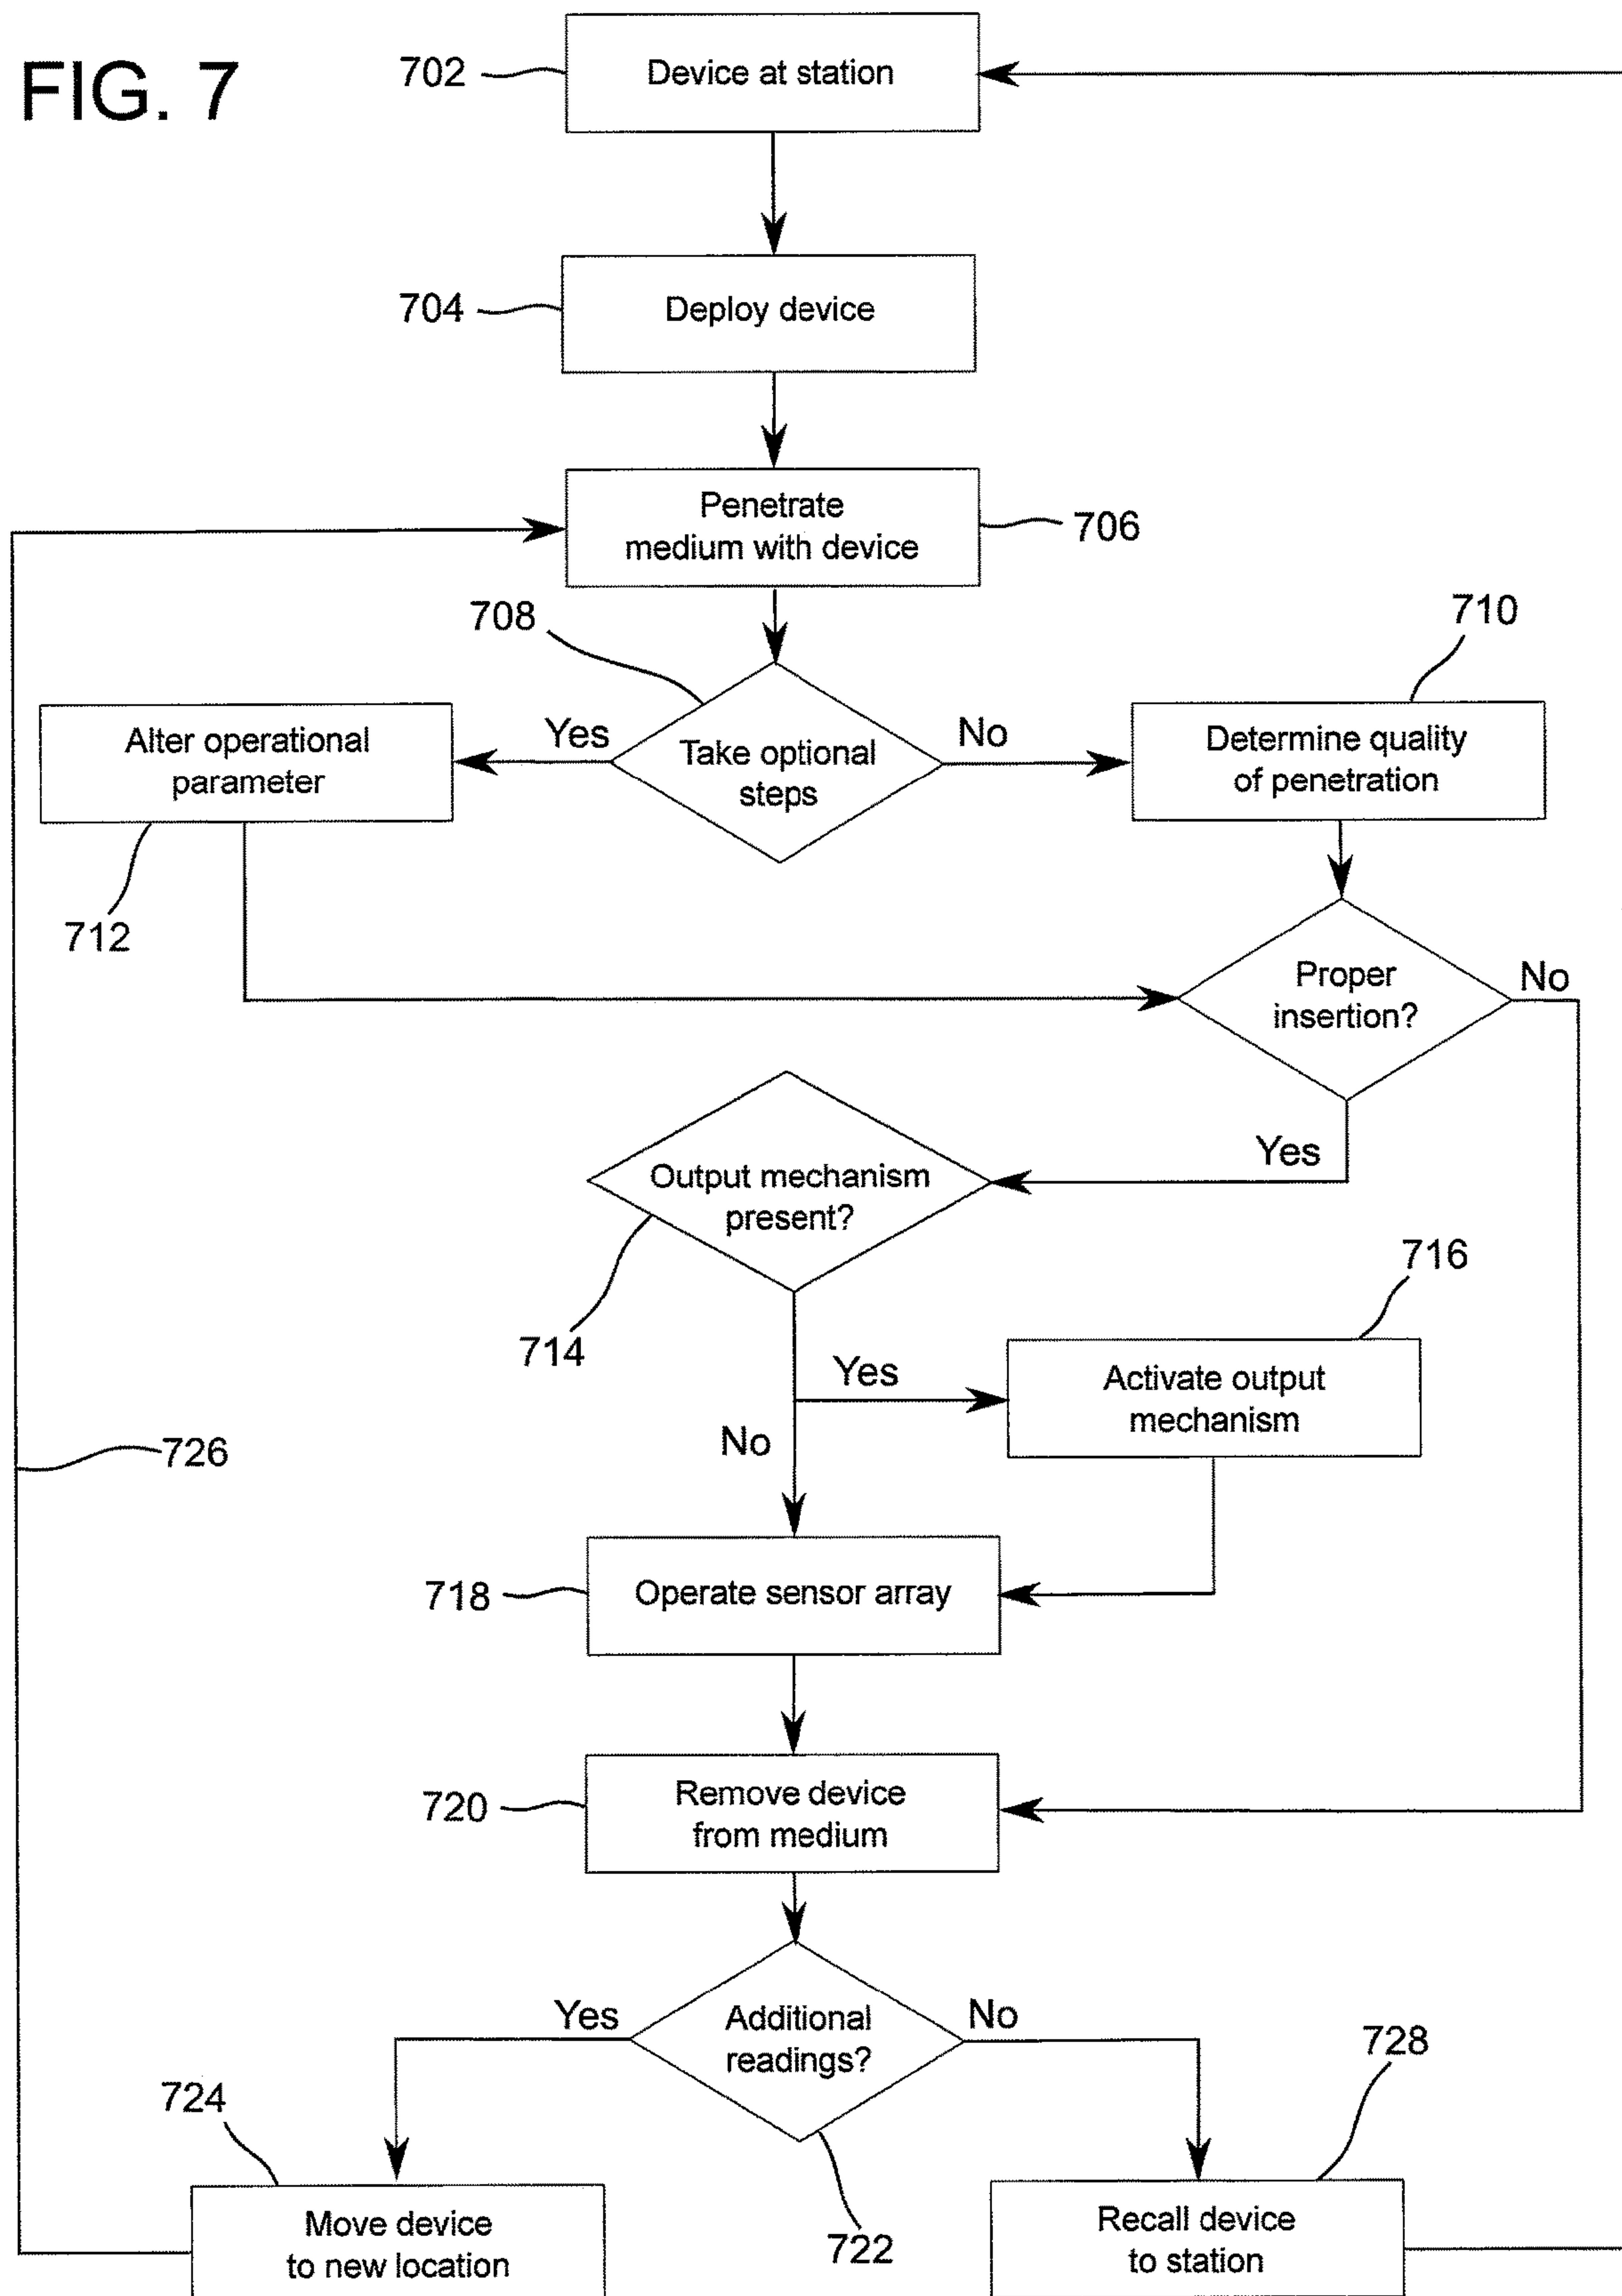 FIG. 7
702
Device at station
704
Deploy device
Penetrate
medium with device
706
708
710
Alter operational
parameter
Yes
Take optional
steps
No
Determine quality
of penetration
712
Proper
insertion?
No
Yes
Output mechanism
present?
714
716
Yes
Activate output
mechanism
No
726
718
Operate sensor array
720
Remove device
from medium
Yes
Additional
readings?
No
728
724
Move device
to new location
722
Recall device
to station